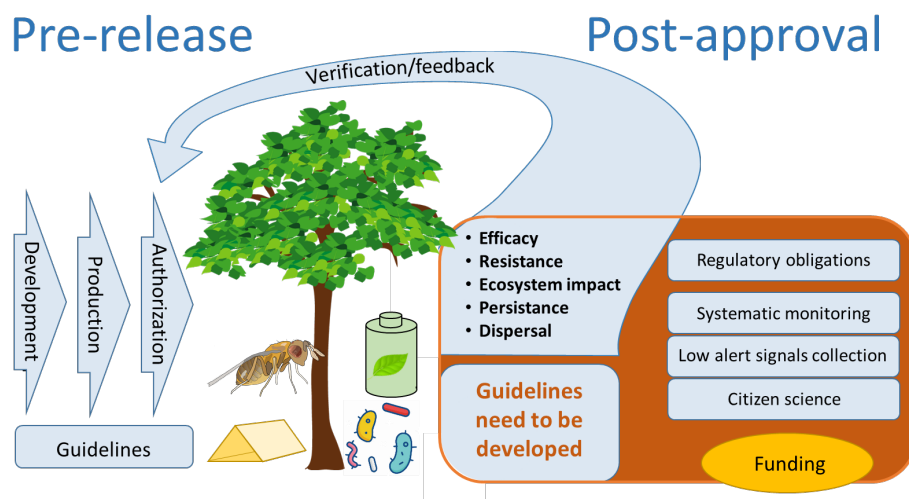 Pre-release
Post-approval
Verification/feedback
Development
Production
Authorization
Guidelines
• Efficacy
• Resistance
• Ecosystem impact
• Persistance
• Dispersal
Guidelines
need to be
developed
Regulatory obligations
Systematic monitoring
Low alert signals collection
Citizen science
Funding